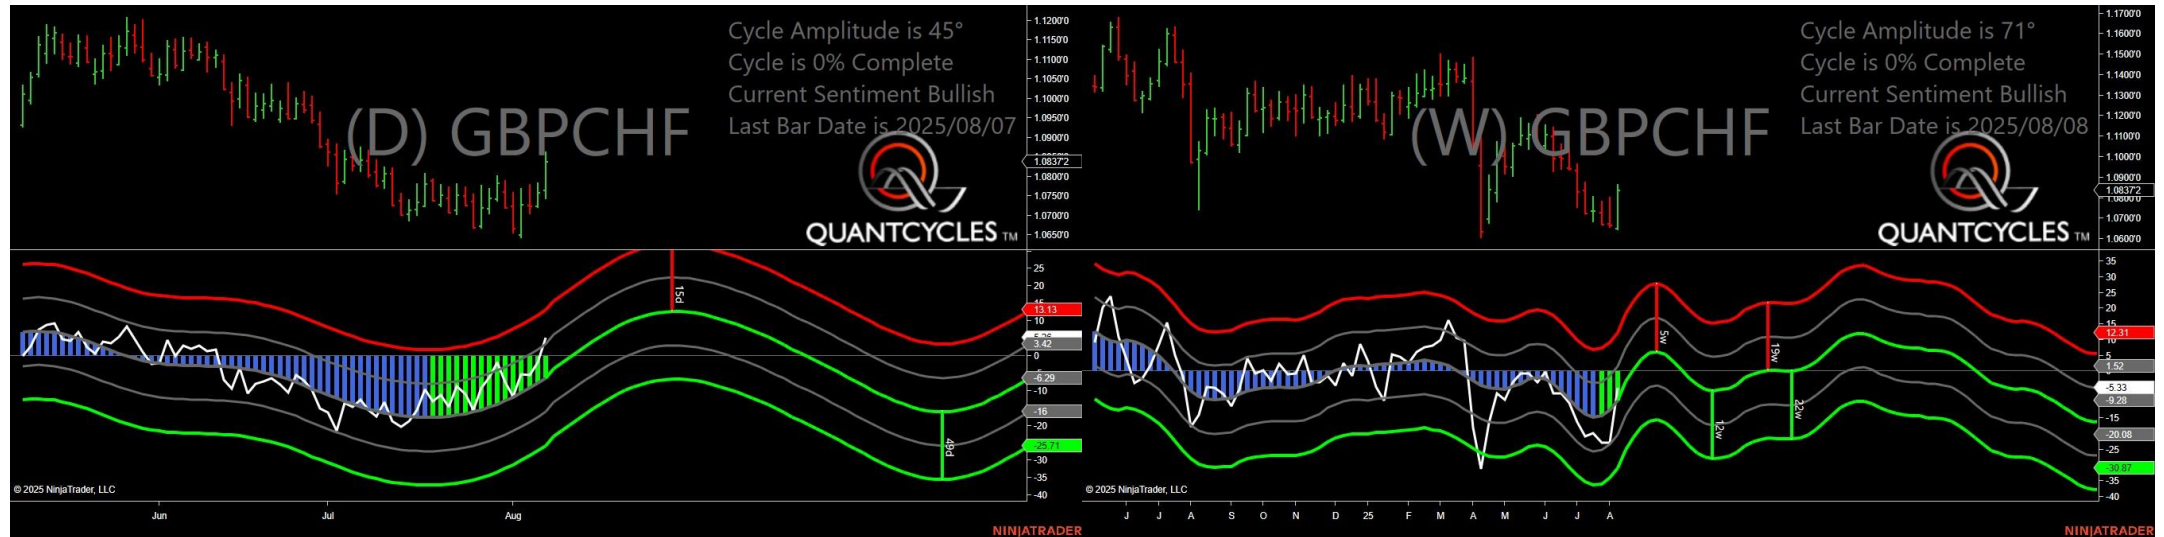 Cycle Amplitude is 45°
Cycle is 0% Complete
Current Sentiment Bullish
Last Bar Date is 2025/08/07
(D) GBPCHF
QUANTCYCLES TM
1.1200'0
1.1150'0
1.1050'0
1.1000'0
1.0900'0
1.0837'2
1.0800'0
1.0700'0
1.0650'0
25
20
13.13
10
3.42
0
-6.29
-10
-16
-20
-25.71
-30
-35
-40
15d
49d
© 2025 NinjaTrader, LLC
Jun
Jul
Aug
NINJATRADER
Cycle Amplitude is 71°
Cycle is 0% Complete
Current Sentiment Bullish
Last Bar Date is 2025/08/08
(W) GBPCHF
QUANTCYCLES TM
1.1700'0
1.1600'0
1.1500'0
1.1400'0
1.1300'0
1.1200'0
1.1100'0
1.1000'0
1.0900'0
1.0837'2
1.0800'0
1.0700'0
1.0600'0
35
30
25
20
15
12.31
5
1.52
-5.33
-9.28
-15
-20.08
-25
-30.87
-35
-40
5w
12w
19w
22w
© 2025 NinjaTrader, LLC
J
J
A
S
O
N
D
25
F
M
A
M
J
J
A
NINJATRADER